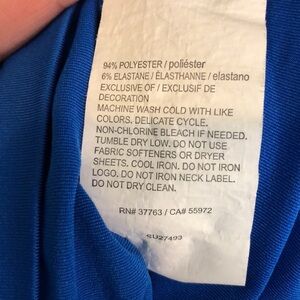 94% POLYESTER / poliéster
6% ELASTANE / ÉLASTHANNE / elastano
EXCLUSIVE OF / EXCLUSIF DE
DECORATION
MACHINE WASH COLD WITH LIKE
COLORS. DELICATE CYCLE.
NON-CHLORINE BLEACH IF NEEDED.
TUMBLE DRY LOW. DO NOT USE
FABRIC SOFTENERS OR DRYER
SHEETS. COOL IRON. DO NOT IRON
LOGO. DO NOT IRON NECK LABEL.
DO NOT DRY CLEAN.
RN# 37763 / CA# 55972
SU27493